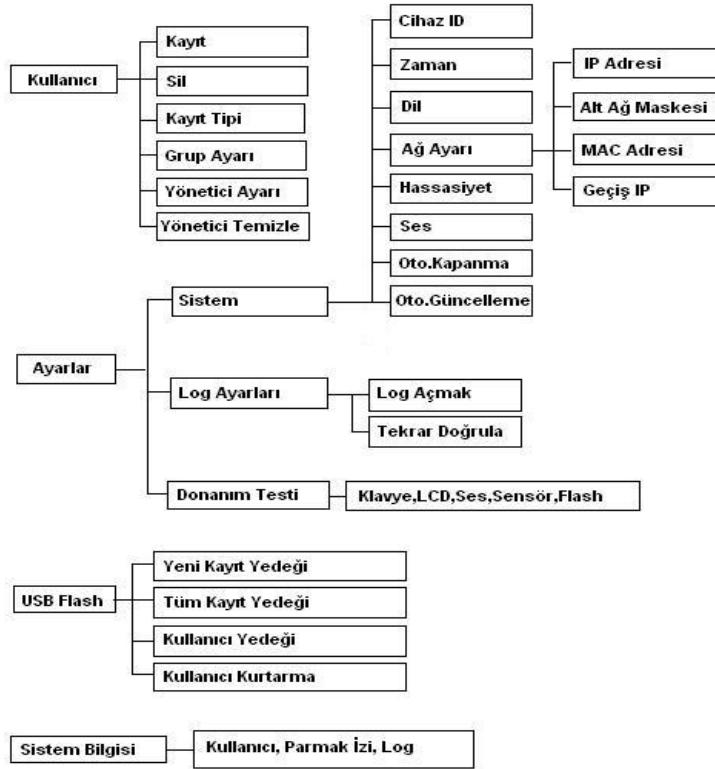 Kullanıcı
Kayıt
Sil
Kayıt Tipi
Grup Ayarı
Yönetici Ayarı
Yönetici Temizle
Ayarlar
Sistem
Cihaz ID
Zaman
Dil
Ağ Ayarı
IP Adresi
Alt Ağ Maskesi
MAC Adresi
Geçiş IP
Hassasiyet
Ses
Oto.Kapanma
Oto.Güncelleme
Log Ayarları
Log Açmak
Tekrar Doğrula
Donanım Testi
Klavye,LCD,Ses,Sensör,Flash
USB Flash
Yeni Kayıt Yedeği
Tüm Kayıt Yedeği
Kullanıcı Yedeği
Kullanıcı Kurtarma
Sistem Bilgisi
Kullanıcı, Parmak İzi, Log